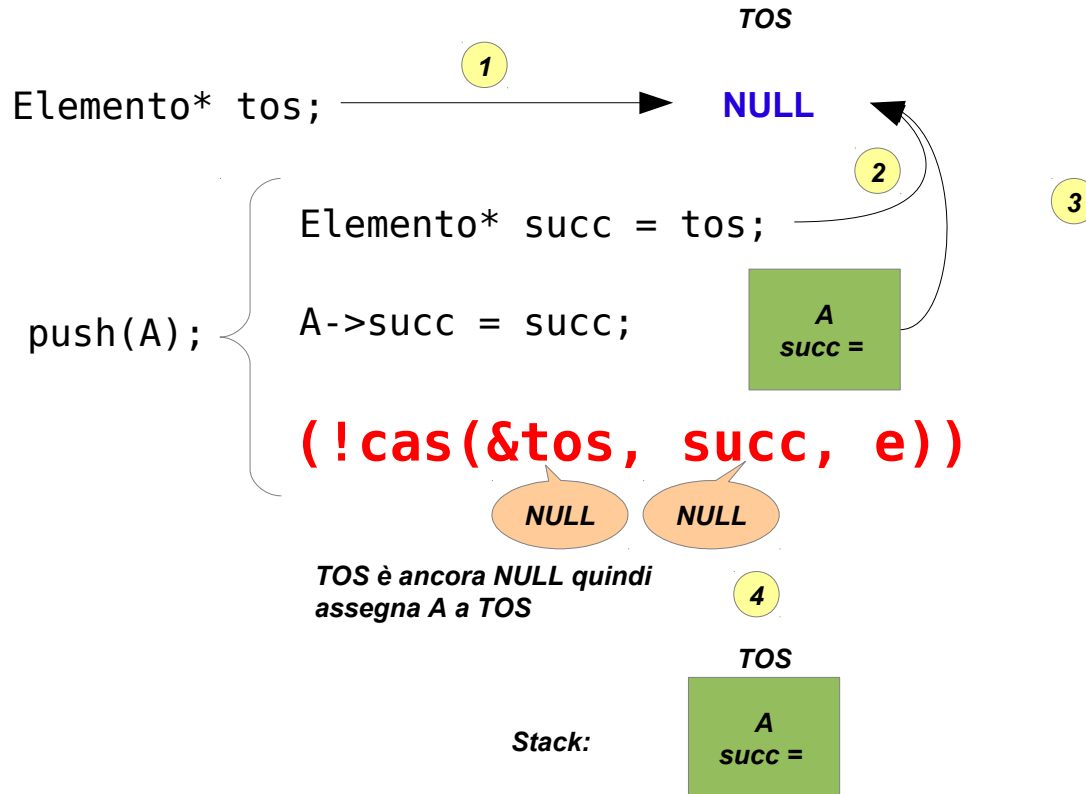 TOS
1
Elemento* tos;
NULL
2
3
Elemento* succ = tos;
push(A);
A->succ = succ;
A
succ =
(!cas(&tos, succ, e))
NULL
NULL
TOS è ancora NULL quindi
assegna A a TOS
4
TOS
Stack:
A
succ =